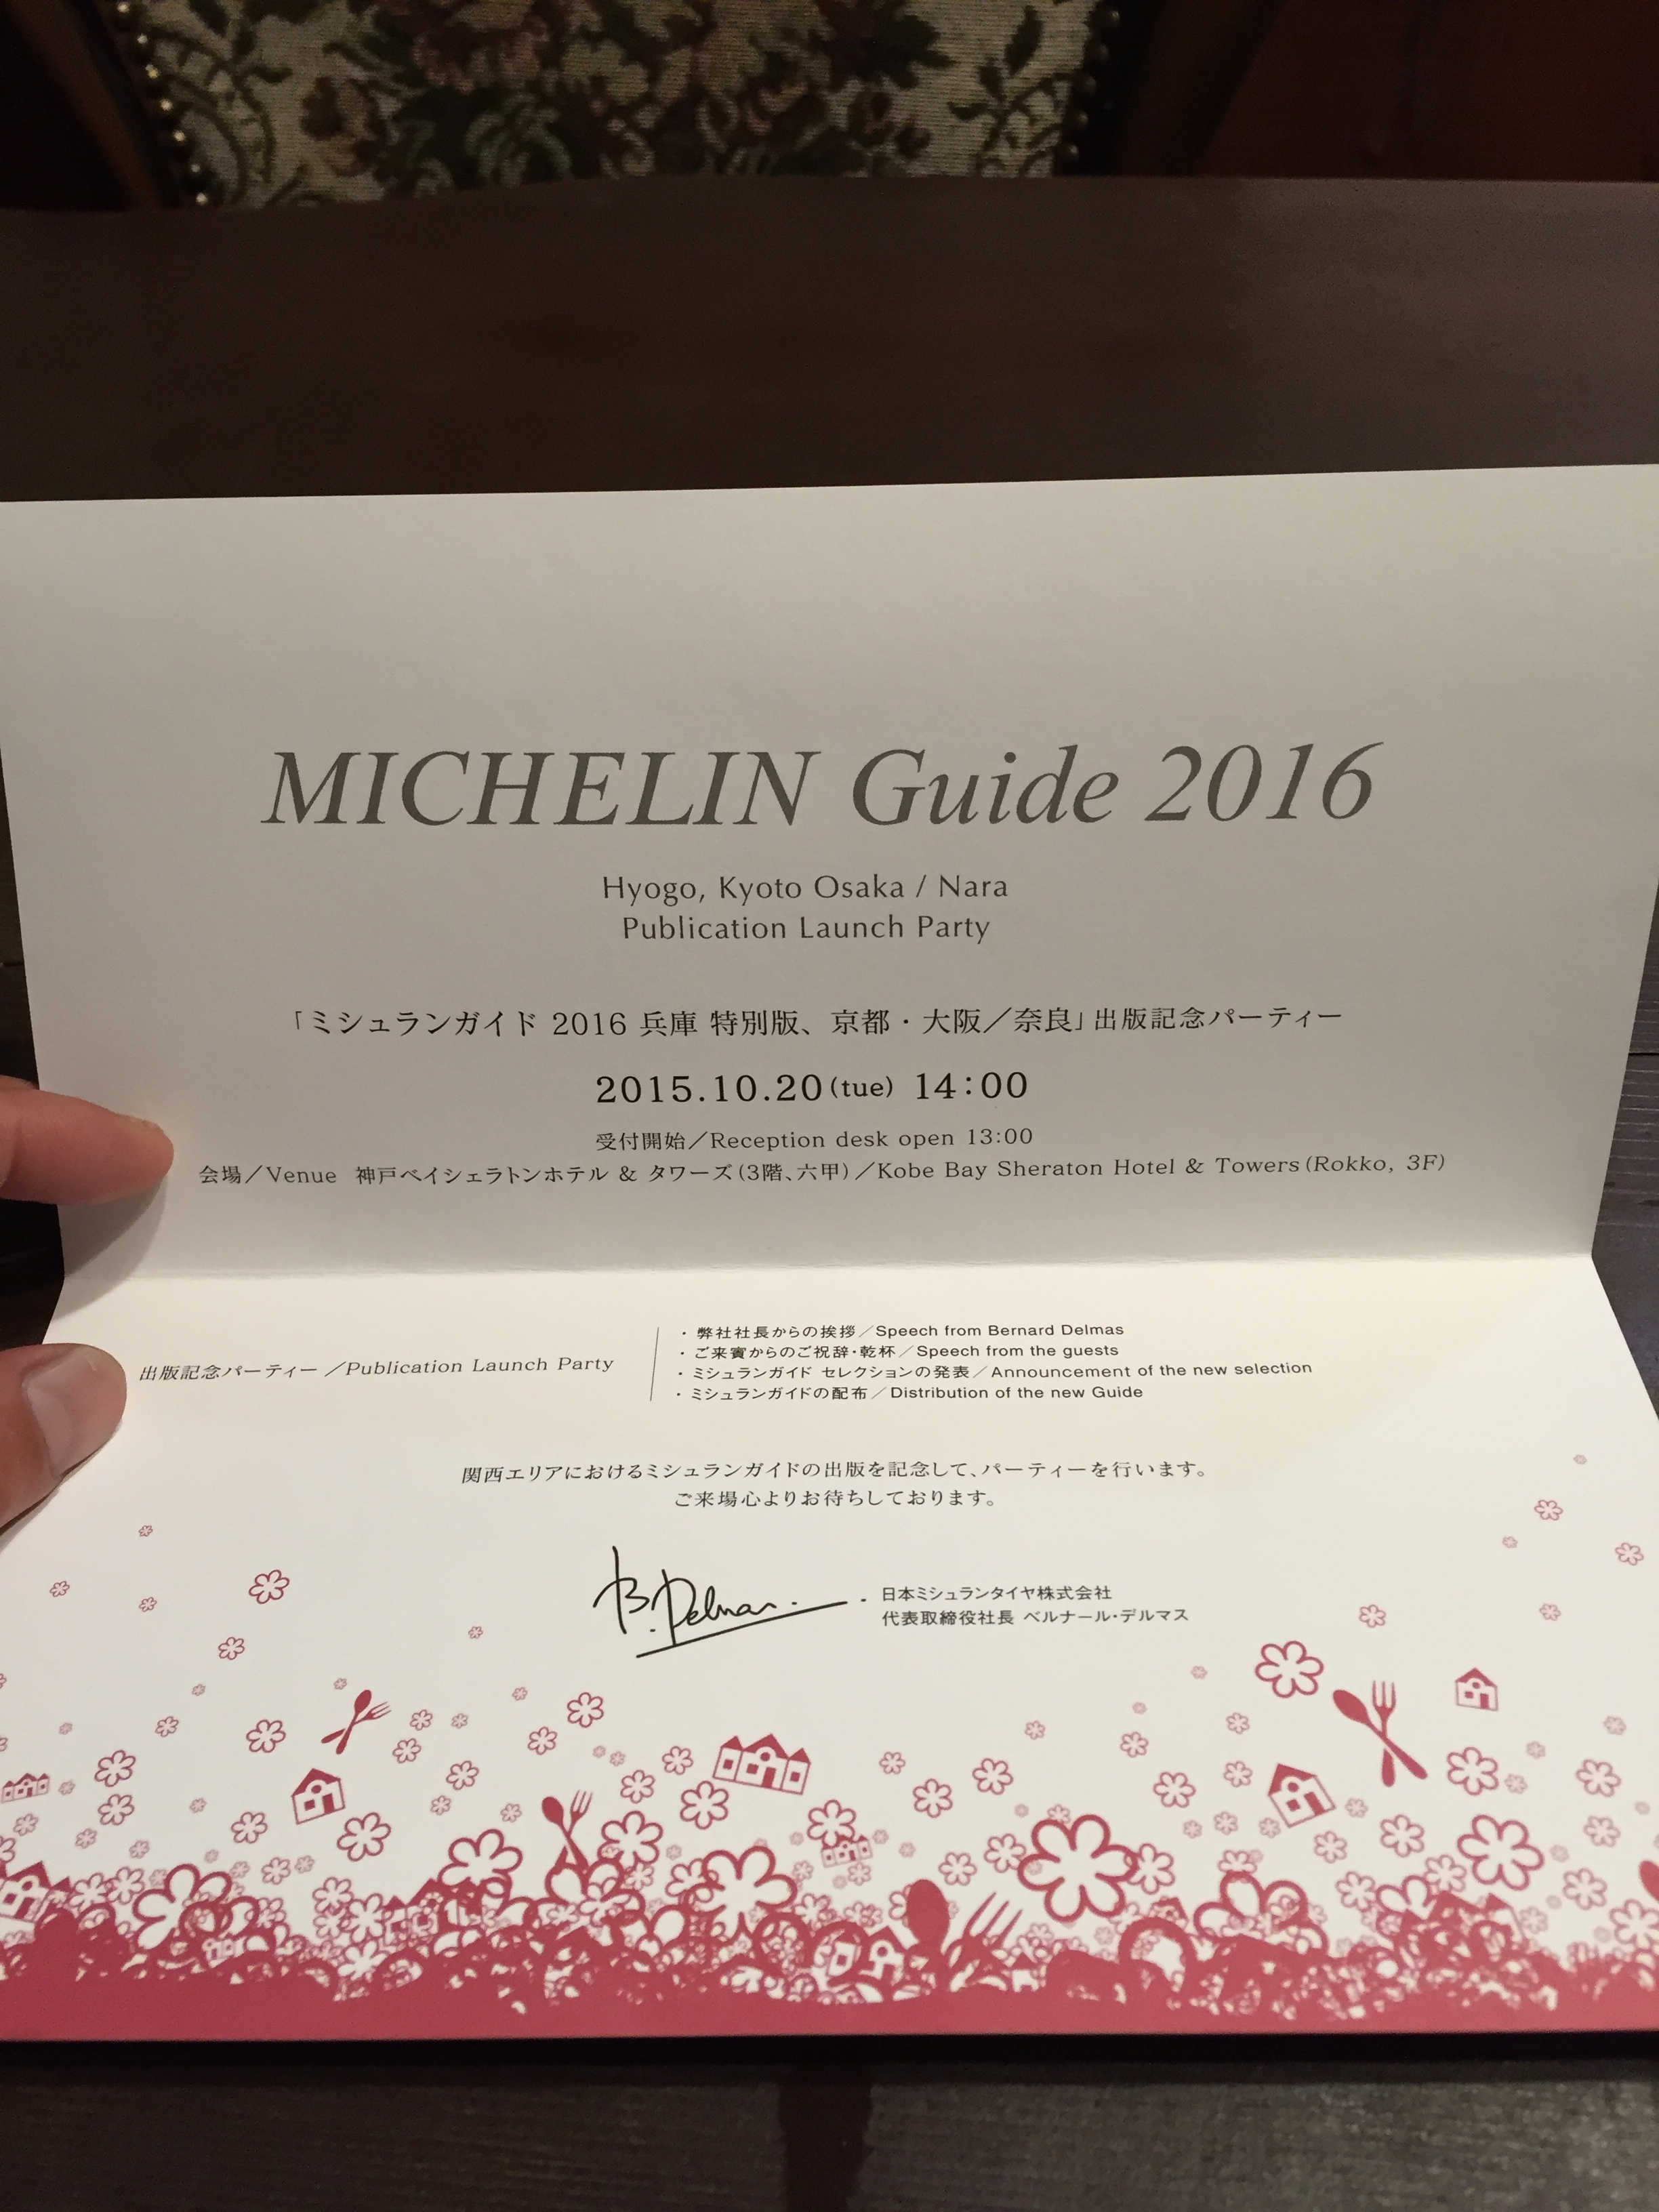 MICHELIN Guide 2016
Hyogo, Kyoto Osaka / Nara
Publication Launch Party
「ミシュランガイド 2016 兵庫 特別版、京都・大阪／奈良」出版記念パーティー
2015.10.20(tue) 14:00
受付開始／Reception desk open 13:00
会場／Venue 神戸ベイシェラトンホテル & タワーズ(3階、六甲)／Kobe Bay Sheraton Hotel & Towers(Rokko, 3F)
出版記念パーティー ／Publication Launch Party
・弊社社長からの挨拶／Speech from Bernard Delmas
・ご来賓からのご祝辞・乾杯／Speech from the guests
・ミシュランガイド セレクションの発表／Announcement of the new selection
・ミシュランガイドの配布／Distribution of the new Guide
関西エリアにおけるミシュランガイドの出版を記念して、パーティーを行います。
ご来場心よりお待ちしております。
B. Delmas
日本ミシュランタイヤ株式会社
代表取締役社長 ベルナール・デルマス